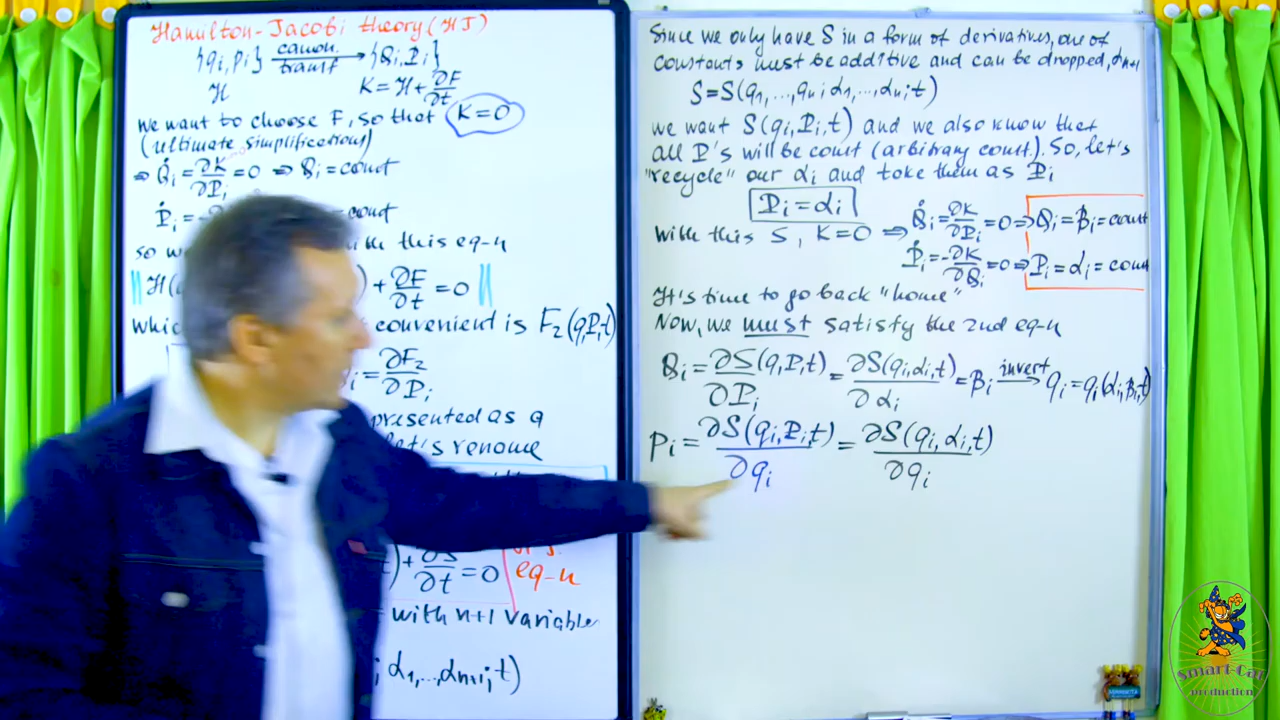 Hamilton-Jacobi theory (HJ)
{qi, pi} canon. transf → {Qi, Pi}
H K = H + ∂F/∂t
we want to choose F, so that K=0
(ultimate simplifications)
⇒ Q̇i = ∂K/∂Pi = 0 ⇒ Qi = const
Ṗi = - const
so w this eq-n
H( ) + ∂F/∂t = 0
which convenient is F2(q,P,t)
i = ∂F2/∂Pi
presented as a
let's rename
) + ∂S/∂t = 0 eq-n
with n+1 variable
; α1,...,αn+1; t)
Since we only have S in a form of derivatives, one of
constants must be additive and can be dropped, αn+1
S=S(q1,...,qn; α1,...,αn; t)
we want S(qi,Pi,t) and we also know that
all P's will be const (arbitrary const). So, let's
"recycle" our αi and take them as Pi
Pi = αi
With this S, K=0 ⇒ Q̇i = ∂K/∂Pi = 0 ⇒ Qi = βi = const
Ṗi = -∂K/∂Qi = 0 ⇒ Pi = αi = const
It's time to go back "home"
Now, we must satisfy the 2nd eq-n
Qi = ∂S(q,P,t)/∂Pi = ∂S(qi,αi,t)/∂αi = βi invert → qi = qi(αi,βi,t)
pi = ∂S(qi,Pi,t)/∂qi = ∂S(qi,αi,t)/∂qi
Smart-Cat
production